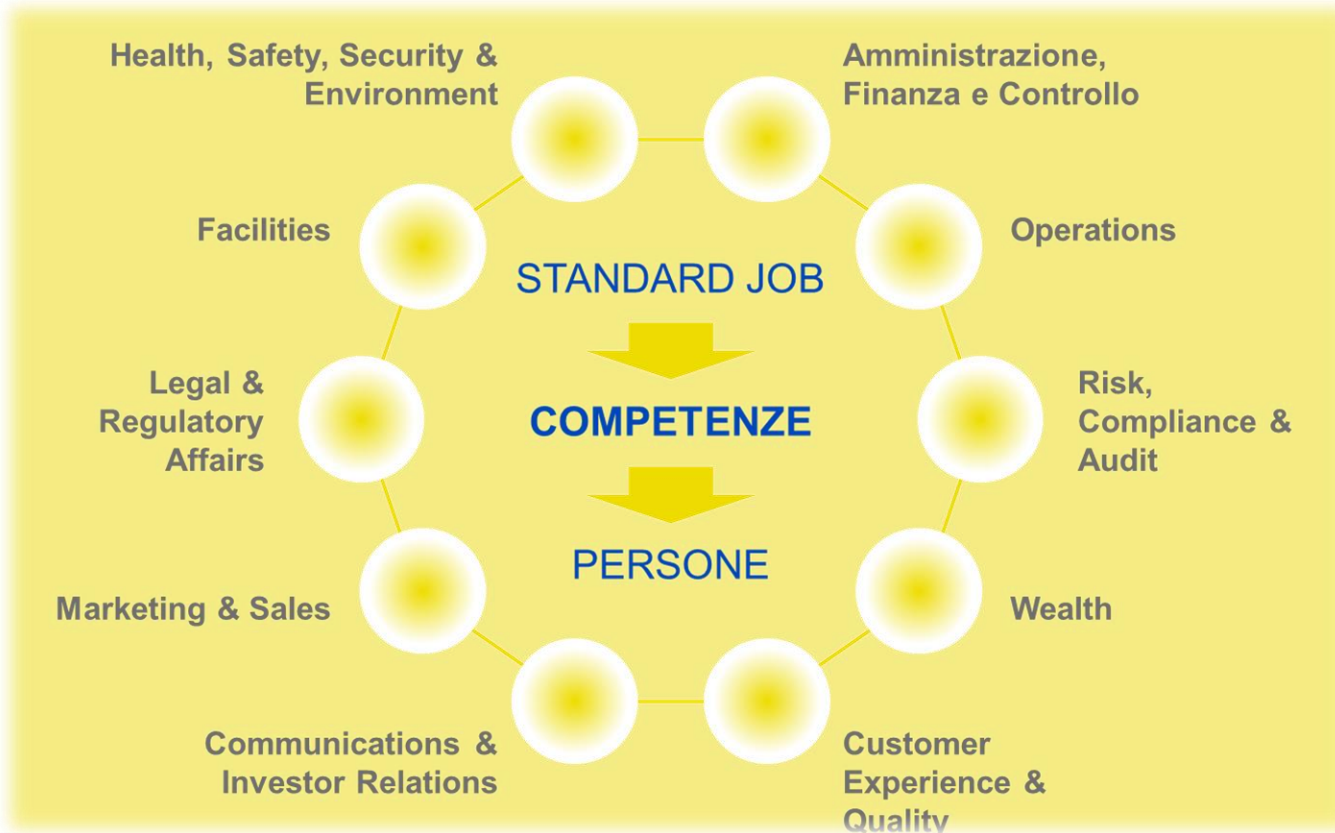 Health, Safety, Security &
Environment
Amministrazione,
Finanza e Controllo
Facilities
Operations
STANDARD JOB
Legal &
Regulatory
Affairs
COMPETENZE
Risk,
Compliance &
Audit
PERSONE
Marketing & Sales
Wealth
Communications &
Investor Relations
Customer
Experience &
Quality